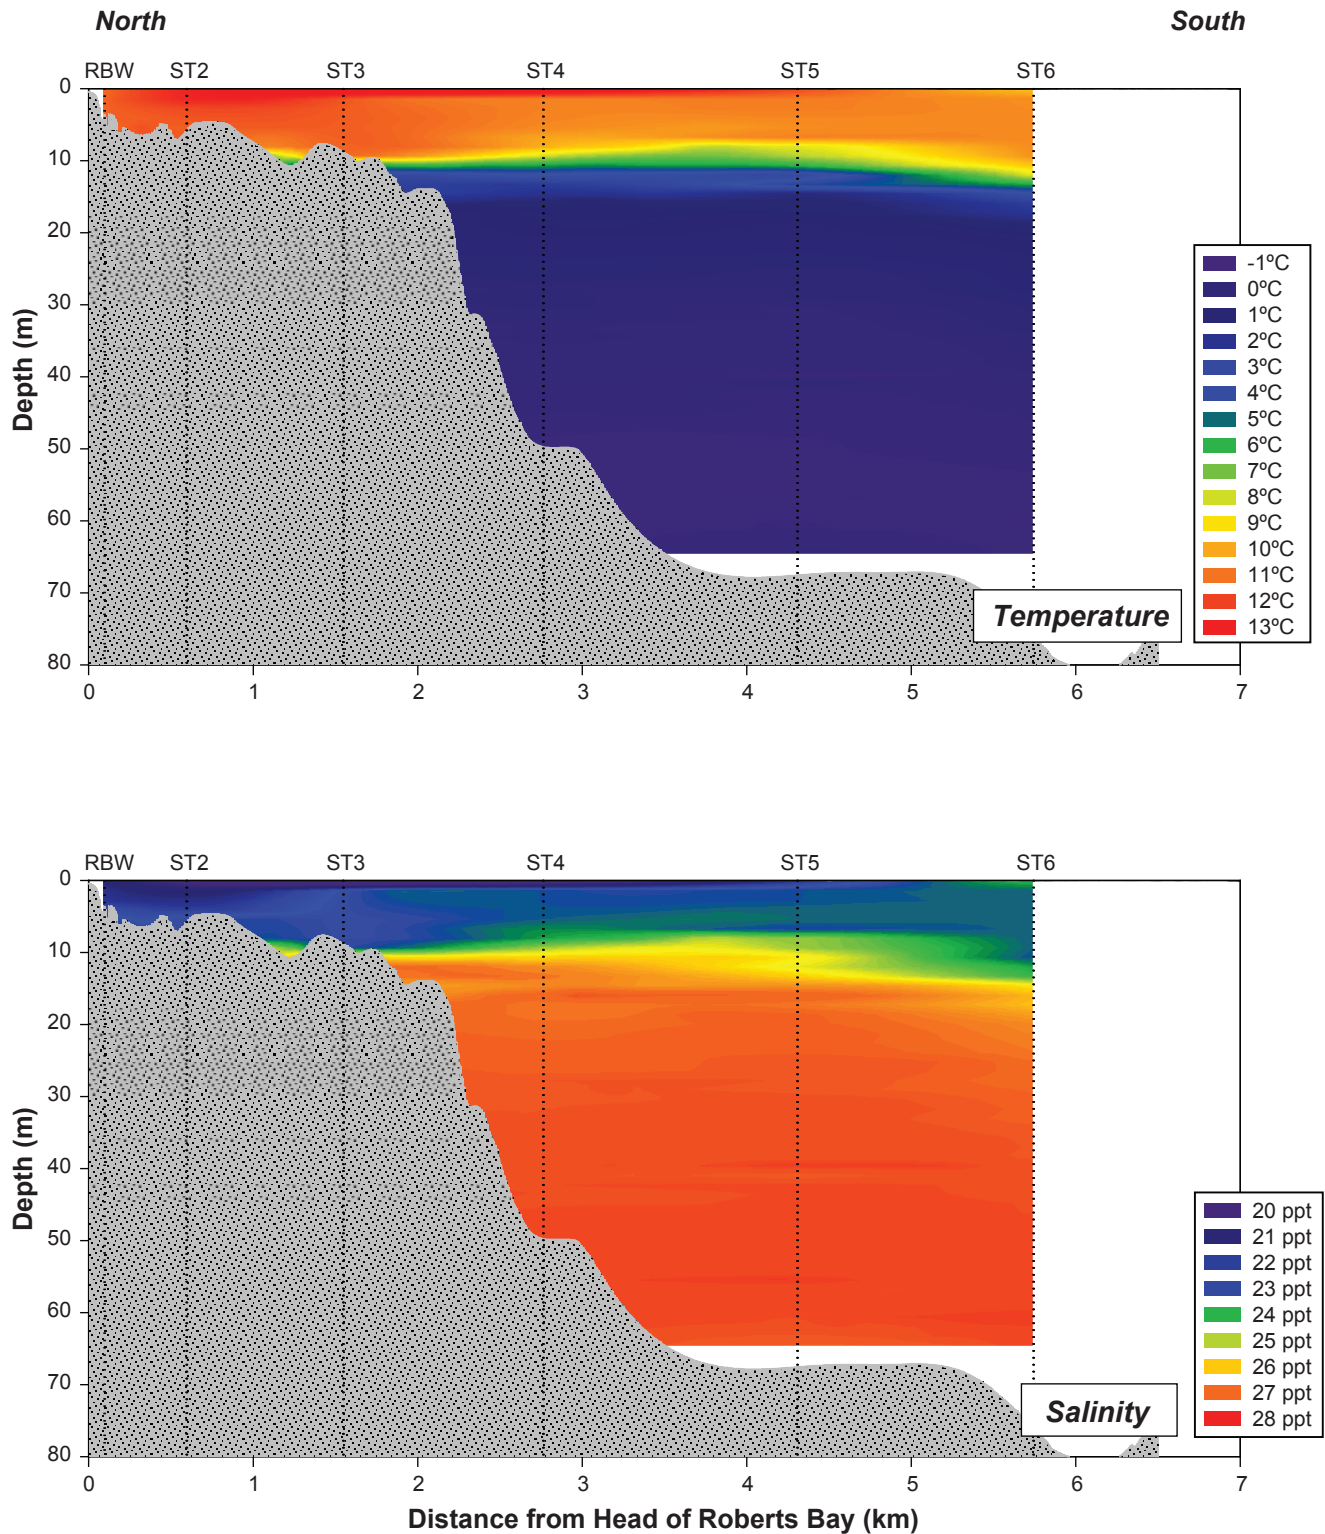 North South
RBW ST2 ST3 ST4 ST5 ST6
0
10
20
30
40
50
60
70
80
Depth (m)
-1ºC
0ºC
1ºC
2ºC
3ºC
4ºC
5ºC
6ºC
7ºC
8ºC
9ºC
10ºC
11ºC
12ºC
13ºC
Temperature
0 1 2 3 4 5 6 7
RBW ST2 ST3 ST4 ST5 ST6
0
10
20
30
40
50
60
70
80
Depth (m)
20 ppt
21 ppt
22 ppt
23 ppt
24 ppt
25 ppt
26 ppt
27 ppt
28 ppt
Salinity
0 1 2 3 4 5 6 7
Distance from Head of Roberts Bay (km)